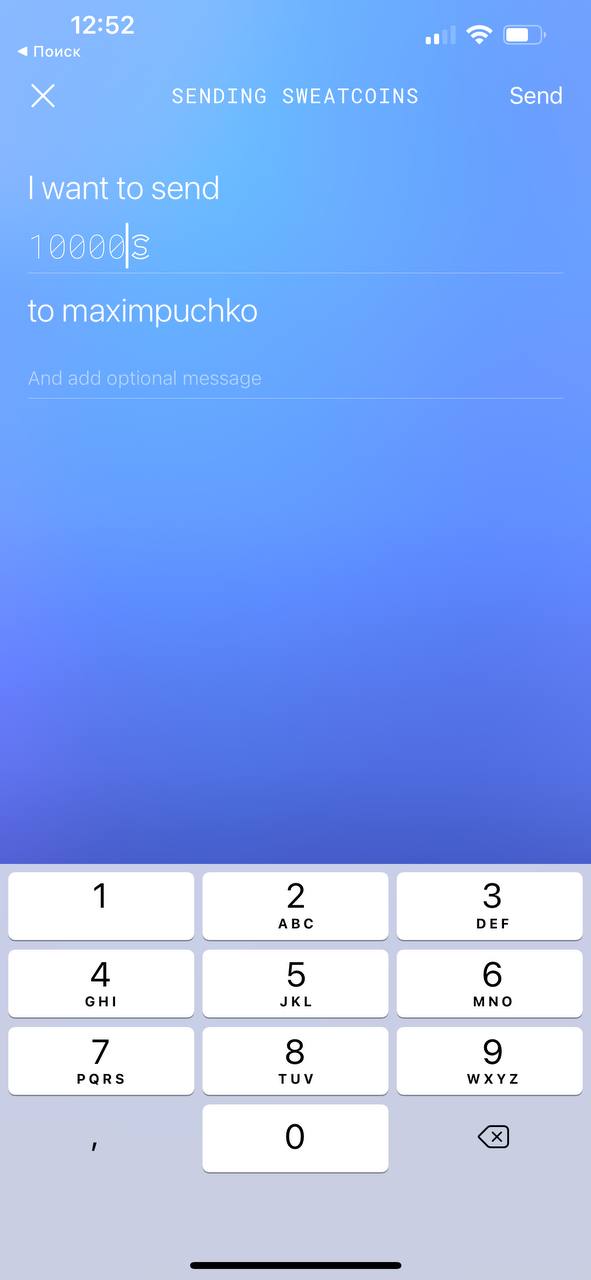 12:52
◀ Поиск
SENDING SWEATCOINS
Send
I want to send
10000S
to maximpuchko
And add optional message
1
2
ABC
3
DEF
4
GHI
5
JKL
6
MNO
7
PQRS
8
TUV
9
WXYZ
,
0